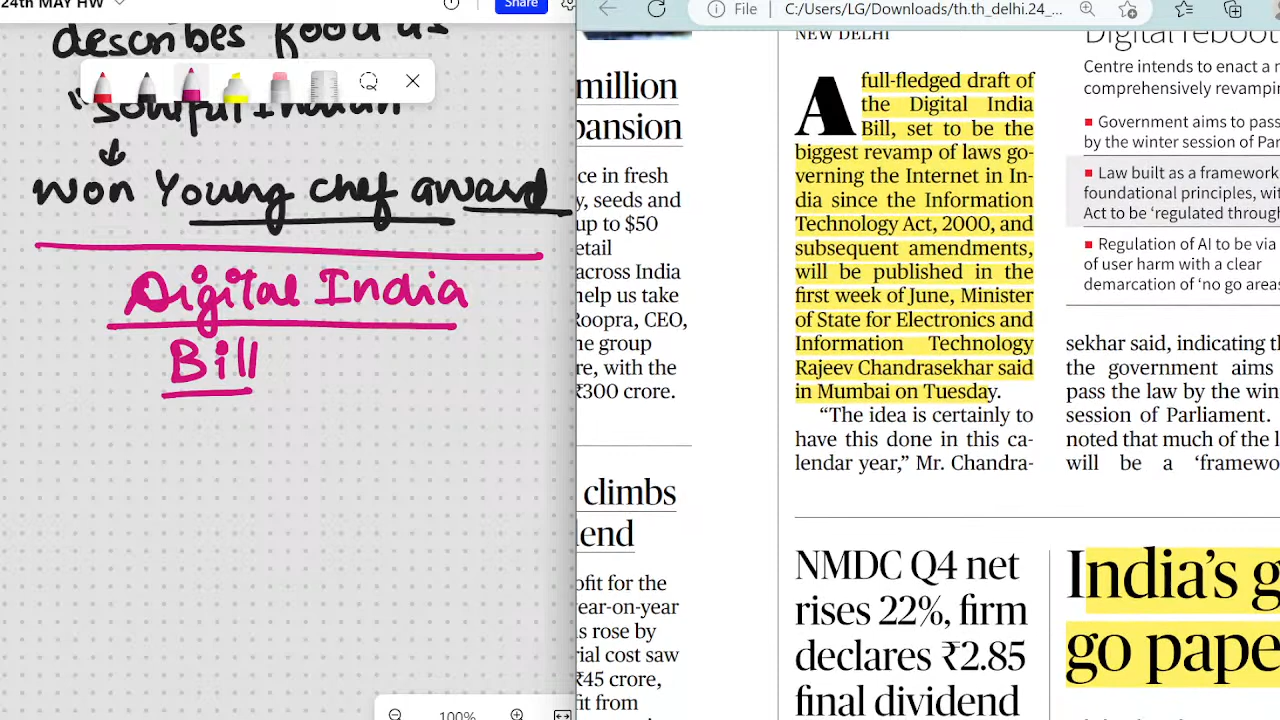 24th MAY HW
Share
describes food as
"soulful Indian
won Young chef award
Digital India
Bill
100%
File
C:/Users/LG/Downloads/th.th_delhi.24_...
million
pansion
ce in fresh
y, seeds and
up to $50
etail
across India
help us take
Roopra, CEO,
he group
re, with the
₹300 crore.
climbs
lend
ofit for the
year-on-year
s rose by
rial cost saw
₹45 crore,
fit from
NEW DELHI
A full-fledged draft of
the Digital India
Bill, set to be the
biggest revamp of laws go-
verning the Internet in In-
dia since the Information
Technology Act, 2000, and
subsequent amendments,
will be published in the
first week of June, Minister
of State for Electronics and
Information Technology
Rajeev Chandrasekhar said
in Mumbai on Tuesday.
“The idea is certainly to
have this done in this ca-
lendar year,” Mr. Chandra-
Digital reboot
Centre intends to enact a
comprehensively revampi
Government aims to pass
by the winter session of Par
Law built as a framework
foundational principles, wi
Act to be ‘regulated through
Regulation of AI to be via
of user harm with a clear
demarcation of ‘no go areas
sekhar said, indicating th
the government aims
pass the law by the win
session of Parliament.
noted that much of the l
will be a ‘framewo
NMDC Q4 net
rises 22%, firm
declares ₹2.85
final dividend
India’s g
go pape